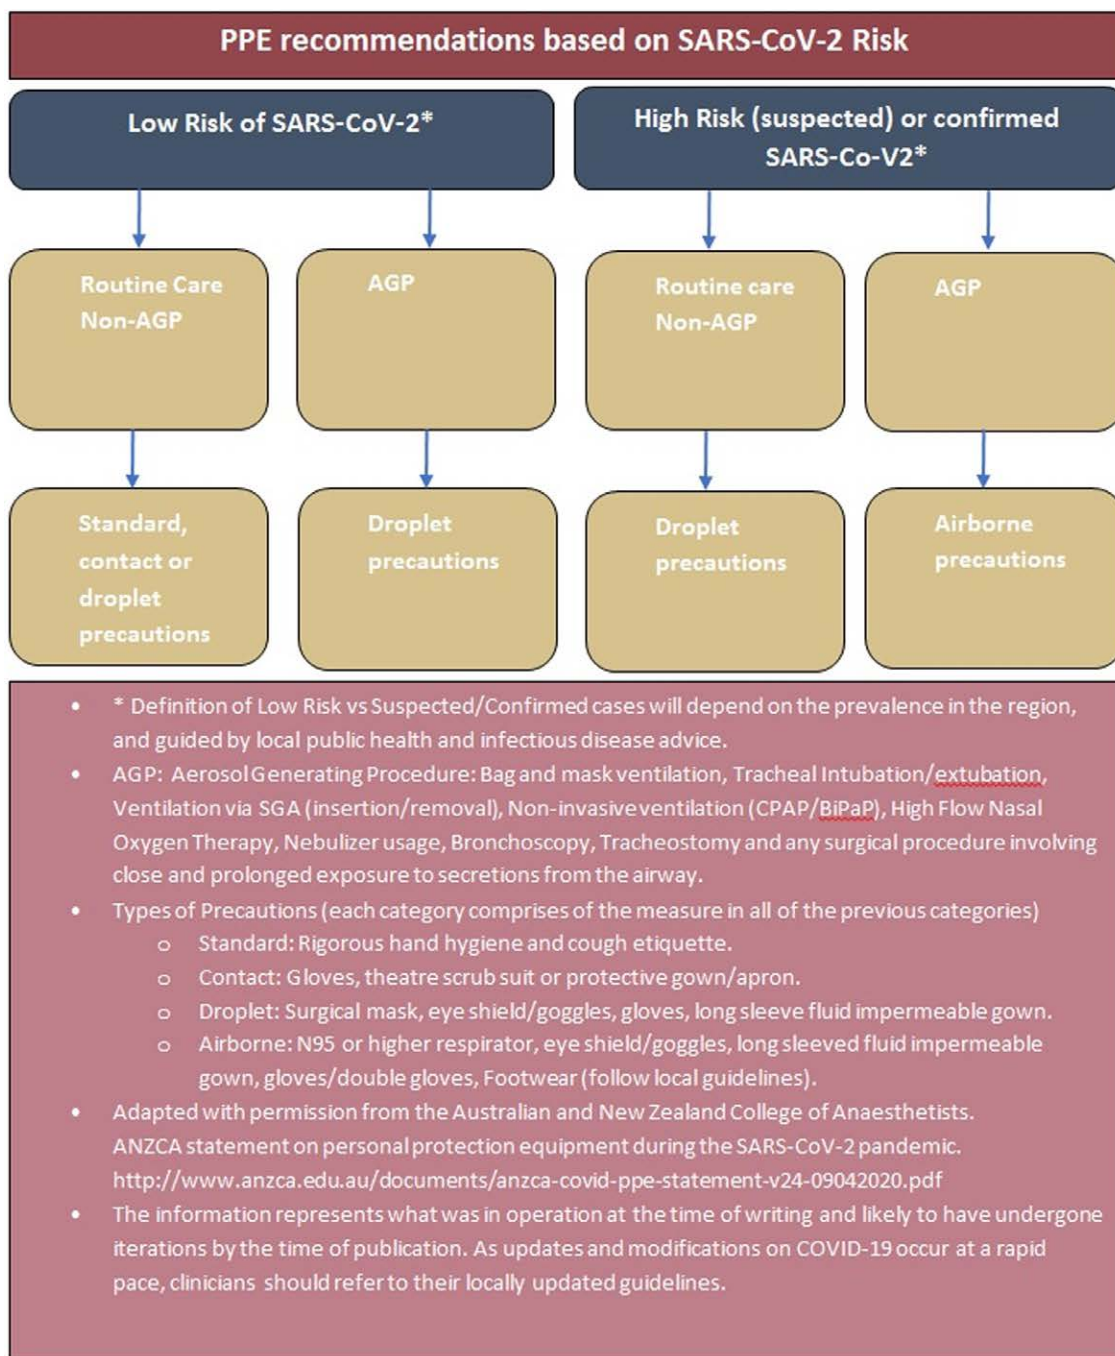 PPE recommendations based on SARS-CoV-2 Risk
Low Risk of SARS-CoV-2*
High Risk (suspected) or confirmed
SARS-Co-V2*
Routine Care
Non-AGP
AGP
Routine care
Non-AGP
AGP
Standard,
contact or
droplet
precautions
Droplet
precautions
Droplet
precautions
Airborne
precautions
• * Definition of Low Risk vs Suspected/Confirmed cases will depend on the prevalence in the region,
and guided by local public health and infectious disease advice.
• AGP: Aerosol Generating Procedure: Bag and mask ventilation, Tracheal Intubation/extubation,
Ventilation via SGA (insertion/removal), Non-invasive ventilation (CPAP/BiPaP), High Flow Nasal
Oxygen Therapy, Nebulizer usage, Bronchoscopy, Tracheostomy and any surgical procedure involving
close and prolonged exposure to secretions from the airway.
• Types of Precautions (each category comprises of the measure in all of the previous categories)
o Standard: Rigorous hand hygiene and cough etiquette.
o Contact: Gloves, theatre scrub suit or protective gown/apron.
o Droplet: Surgical mask, eye shield/goggles, gloves, long sleeve fluid impermeable gown.
o Airborne: N95 or higher respirator, eye shield/goggles, long sleeved fluid impermeable
gown, gloves/double gloves, Footwear (follow local guidelines).
• Adapted with permission from the Australian and New Zealand College of Anaesthetists.
ANZCA statement on personal protection equipment during the SARS-CoV-2 pandemic.
http://www.anzca.edu.au/documents/anzca-covid-ppe-statement-v24-09042020.pdf
• The information represents what was in operation at the time of writing and likely to have undergone
iterations by the time of publication. As updates and modifications on COVID-19 occur at a rapid
pace, clinicians should refer to their locally updated guidelines.